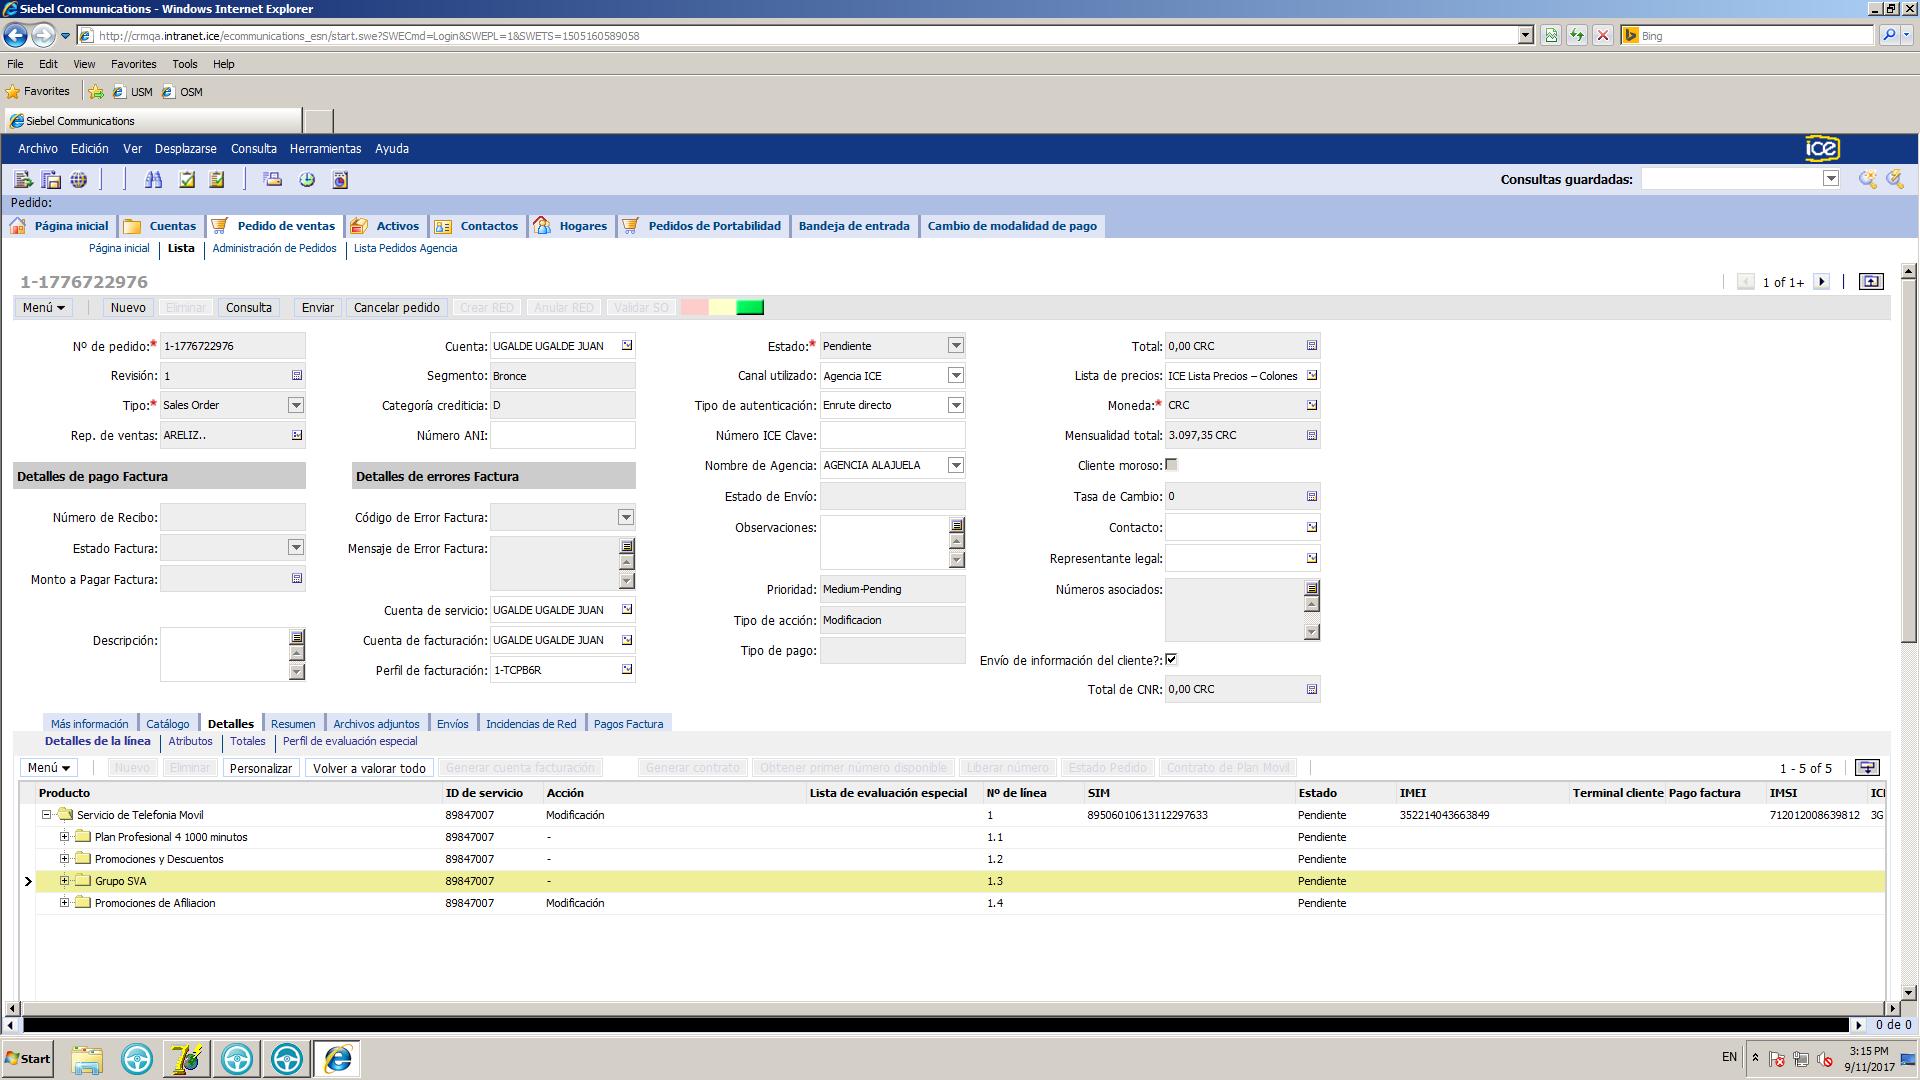 Siebel Communications - Windows Internet Explorer
http://crmqa.intranet.ice/ecommunications_esn/start.swe?SWECmd=Login&SWEPL=1&SWETS=1505160589058
Bing
File Edit View Favorites Tools Help
Favorites USM OSM
Siebel Communications
Archivo Edición Ver Desplazarse Consulta Herramientas Ayuda
ice
Consultas guardadas:
Pedido:
Página inicial Cuentas Pedido de ventas Activos Contactos Hogares Pedidos de Portabilidad Bandeja de entrada Cambio de modalidad de pago
Página inicial Lista Administración de Pedidos Lista Pedidos Agencia
1-1776722976
1 of 1+
Menú Nuevo Eliminar Consulta Enviar Cancelar pedido Crear RED Anular RED Validar SO
Nº de pedido:* 1-1776722976 Cuenta: UGALDE UGALDE JUAN Estado:* Pendiente Total: 0,00 CRC
Revisión: 1 Segmento: Bronce Canal utilizado: Agencia ICE Lista de precios: ICE Lista Precios – Colones
Tipo:* Sales Order Categoría crediticia: D Tipo de autenticación: Enrute directo Moneda:* CRC
Rep. de ventas: ARELIZ.. Número ANI: Número ICE Clave: Mensualidad total: 3.097,35 CRC
Detalles de pago Factura Detalles de errores Factura Nombre de Agencia: AGENCIA ALAJUELA Cliente moroso:
Estado de Envío: Tasa de Cambio: 0
Número de Recibo: Código de Error Factura: Observaciones: Contacto:
Estado Factura: Mensaje de Error Factura: Representante legal:
Monto a Pagar Factura: Prioridad: Medium-Pending Números asociados:
Cuenta de servicio: UGALDE UGALDE JUAN Tipo de acción: Modificacion
Descripción: Cuenta de facturación: UGALDE UGALDE JUAN Tipo de pago:
Perfil de facturación: 1-TCPB6R Envío de información del cliente?:
Total de CNR: 0,00 CRC
Más información Catálogo Detalles Resumen Archivos adjuntos Envíos Incidencias de Red Pagos Factura
Detalles de la línea Atributos Totales Perfil de evaluación especial
Menú Nuevo Eliminar Personalizar Volver a valorar todo Generar cuenta facturación Generar contrato Obtener primer número disponible Liberar número Estado Pedido Contrato de Plan Movil 1 - 5 of 5
Producto ID de servicio Acción Lista de evaluación especial Nº de línea SIM Estado IMEI Terminal cliente Pago factura IMSI ICI
Servicio de Telefonia Movil 89847007 Modificación 1 89506010613112297633 Pendiente 352214043663849 712012008639812 3G
Plan Profesional 4 1000 minutos 89847007 - 1.1 Pendiente
Promociones y Descuentos 89847007 - 1.2 Pendiente
Grupo SVA 89847007 - 1.3 Pendiente
Promociones de Afiliacion 89847007 Modificación 1.4 Pendiente
0 de 0
Start EN 3:15 PM
9/11/2017